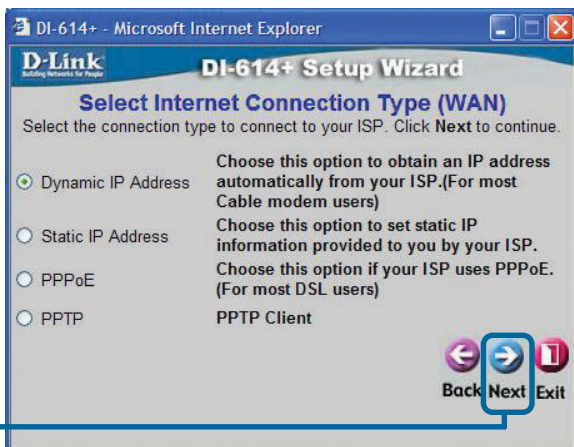 DI-614+ - Microsoft Internet Explorer
D-Link
Building Networks for People
DI-614+ Setup Wizard
Select Internet Connection Type (WAN)
Select the connection type to connect to your ISP. Click Next to continue.
Dynamic IP Address
Choose this option to obtain an IP address
automatically from your ISP.(For most
Cable modem users)
Static IP Address
Choose this option to set static IP
information provided to you by your ISP.
PPPoE
Choose this option if your ISP uses PPPoE.
(For most DSL users)
PPTP
PPTP Client
Back Next Exit